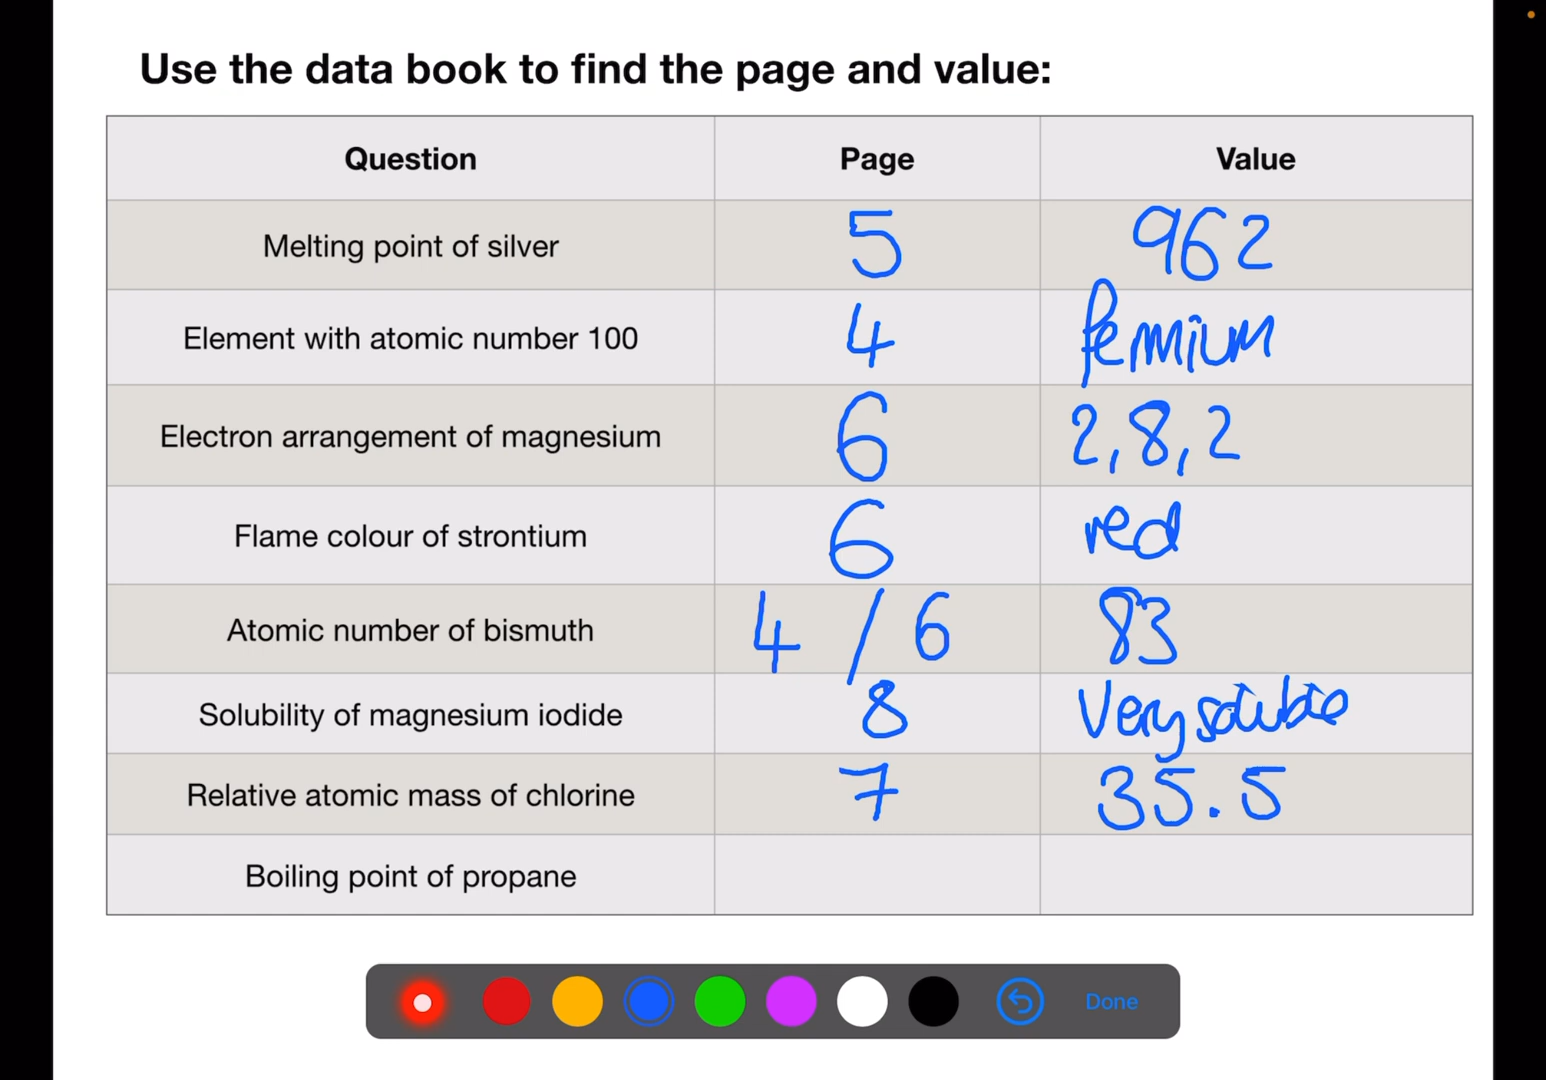 Use the data book to find the page and value:
Question Page Value
Melting point of silver 5 962
Element with atomic number 100 4 fermium
Electron arrangement of magnesium 6 2,8,2
Flame colour of strontium 6 red
Atomic number of bismuth 4 / 6 83
Solubility of magnesium iodide 8 Very soluble
Relative atomic mass of chlorine 7 35.5
Boiling point of propane
Done